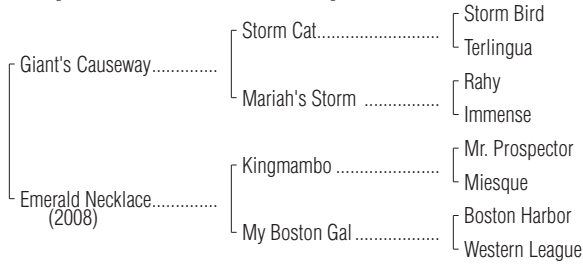 Storm Bird
Storm Cat........................................
Terlingua
Giant's Causeway..............
Rahy
Mariah's Storm .................
Immense
Mr. Prospector
Kingmambo .......................
Miesque
Emerald Necklace..............
(2008)
Boston Harbor
My Boston Gal ...................
Western League